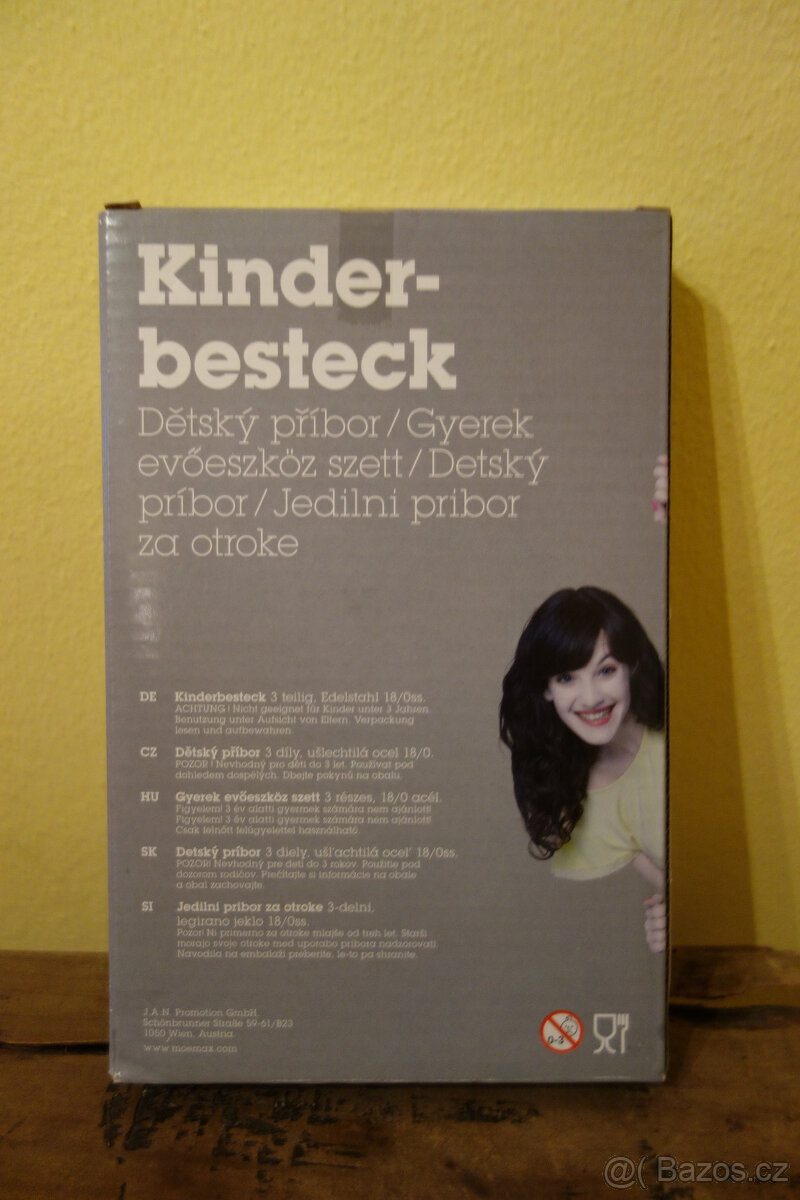 Kinder-
besteck
Dětský příbor / Gyerek
evőeszköz szett / Detský
príbor / Jedilni pribor
za otroke
DE Kinderbesteck 3 teilig, Edelstahl 18/0ss.
ACHTUNG! Nicht geeignet für Kinder unter 3 Jahren.
Benutzung unter Aufsicht von Eltern. Verpackung
lesen und aufbewahren.
CZ Dětský příbor 3 díly, ušlechtilá ocel 18/0.
POZOR ! Nevhodný pro děti do 3 let. Používat pod
dohledem dospělých. Dbejte pokynů na obalu.
HU Gyerek evőeszköz szett 3 részes, 18/0 acél.
Figyelem! 3 év alatti gyermek számára nem ajánlott!
Figyelem! 3 év alatti gyermek számára nem ajánlott!
Csak felnőtt felügyelettel használható.
SK Detský príbor 3 diely, ušl'achtilá ocel' 18/0ss.
POZOR! Nevhodný pre deti do 3 rokov. Použitie pod
dozorom rodičov. Prečítajte si informácie na obale
a obal zachovajte.
SI Jedilni pribor za otroke 3-delni,
legirano jeklo 18/0ss.
Pozor! Ni primerno za otroke mlajše od treh let. Starši
morajo svoje otroke med uporabo pribora nadzorovati.
Navodila na embalaži preberite, le-to pa shranite.
J.A.N. Promotion GmbH.
Schönbrunner Straße 59-61/B23
1050 Wien, Austria.
www.moemax.com
0-3
@( Bazos.cz